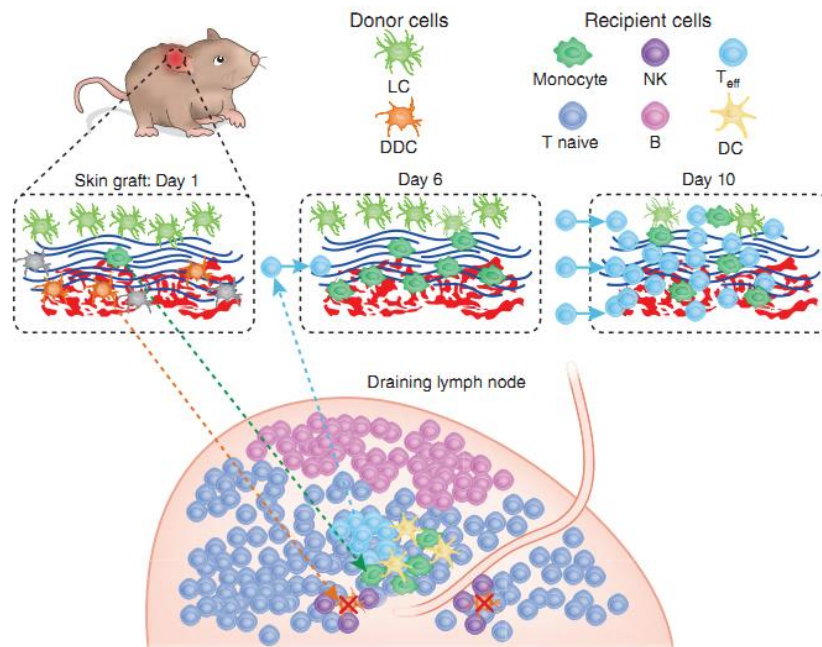 Donor cells
Recipient cells
LC
Monocyte
NK
T_eff
DDC
T naive
B
DC
Skin graft: Day 1
Day 6
Day 10
Draining lymph node